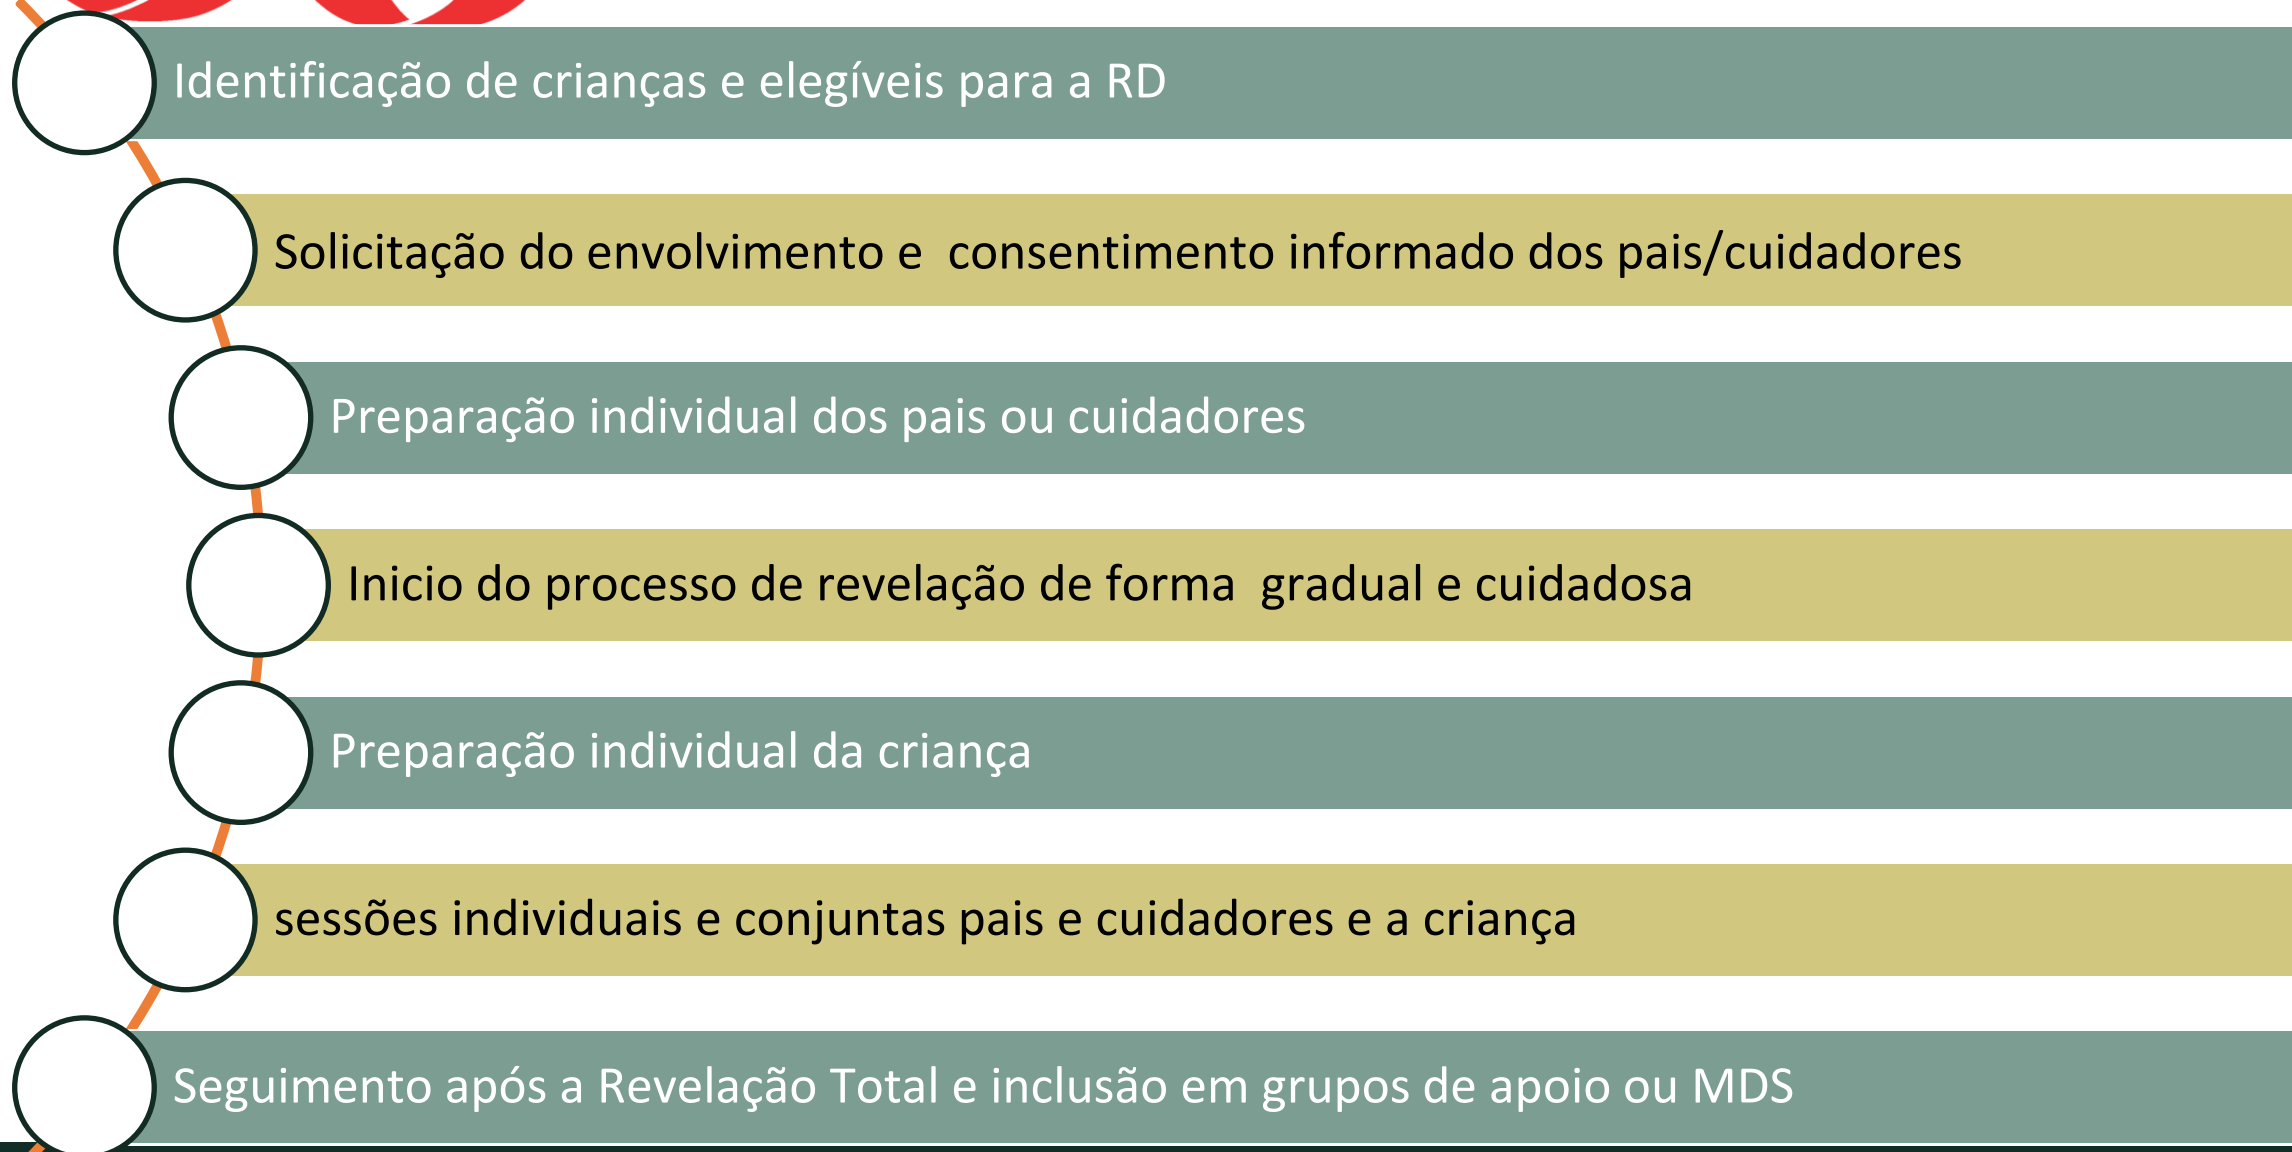 Identificação de crianças e elegíveis para a RD
Solicitação do envolvimento e  consentimento informado dos pais/cuidadores
Preparação individual dos pais ou cuidadores
Inicio do processo de revelação de forma  gradual e cuidadosa
Preparação individual da criança
sessões individuais e conjuntas pais e cuidadores e a criança
Seguimento após a Revelação Total e inclusão em grupos de apoio ou MDS